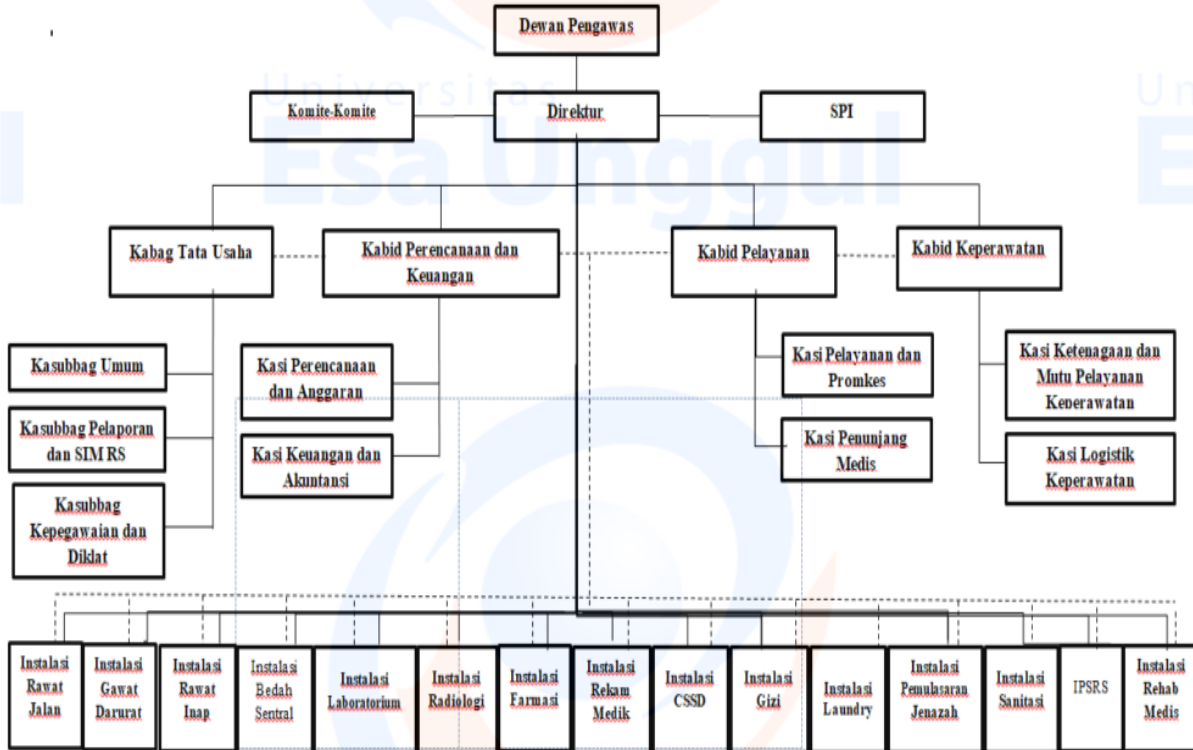 Dewan Pengawas
Universitas
Un
Komite-Komite
Direktur
SPI
Esa Unggul
Kabag Tata Usaha
Kabid Perencanaan dan
Keuangan
Kabid Pelayanan
Kabid Keperawatan
Kasubbag Umum
Kasubbag Pelaporan
dan SIM RS
Kasubbag
Kepegawaian dan
Diklat
Kasi Perencanaan
dan Anggaran
Kasi Keuangan dan
Akuntansi
Kasi Pelayanan dan
Promkes
Kasi Penunjang
Medis
Kasi Ketenagaan dan
Mutu Pelayanan
Keperawatan
Kasi Logistik
Keperawatan
Instalasi
Rawat
Jalan
Instalasi
Gawat
Darurat
Instalasi
Rawat
Inap
Instalasi
Bedah
Sentral
Instalasi
Laboratorium
Instalasi
Radiologi
Instalasi
Farmasi
Instalasi
Rekam
Medik
Instalasi
CSSD
Instalasi
Gizi
Instalasi
Laundry
Instalasi
Pemulasaran
Jenazah
Instalasi
Sanitasi
IPSRS
Instalasi
Rehab
Medis